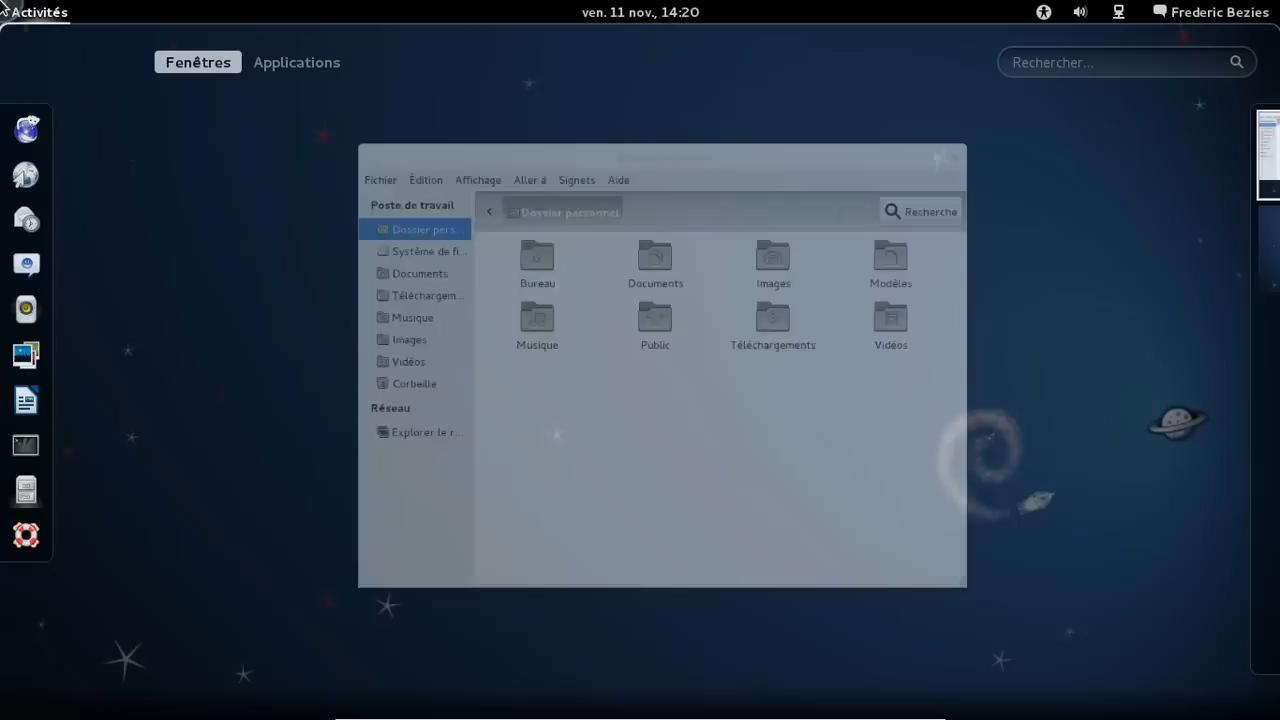 Activités
ven. 11 nov., 14:20
Frederic Bezies
Fenêtres
Applications
Rechercher...
Fichier Édition Affichage Aller à Signets Aide
Poste de travail
Dossier pers...
Système de fi...
Documents
Téléchargem...
Musique
Images
Vidéos
Corbeille
Réseau
Explorer le r...
Dossier personnel
Recherche
Bureau
Documents
Images
Modèles
Musique
Public
Téléchargements
Vidéos